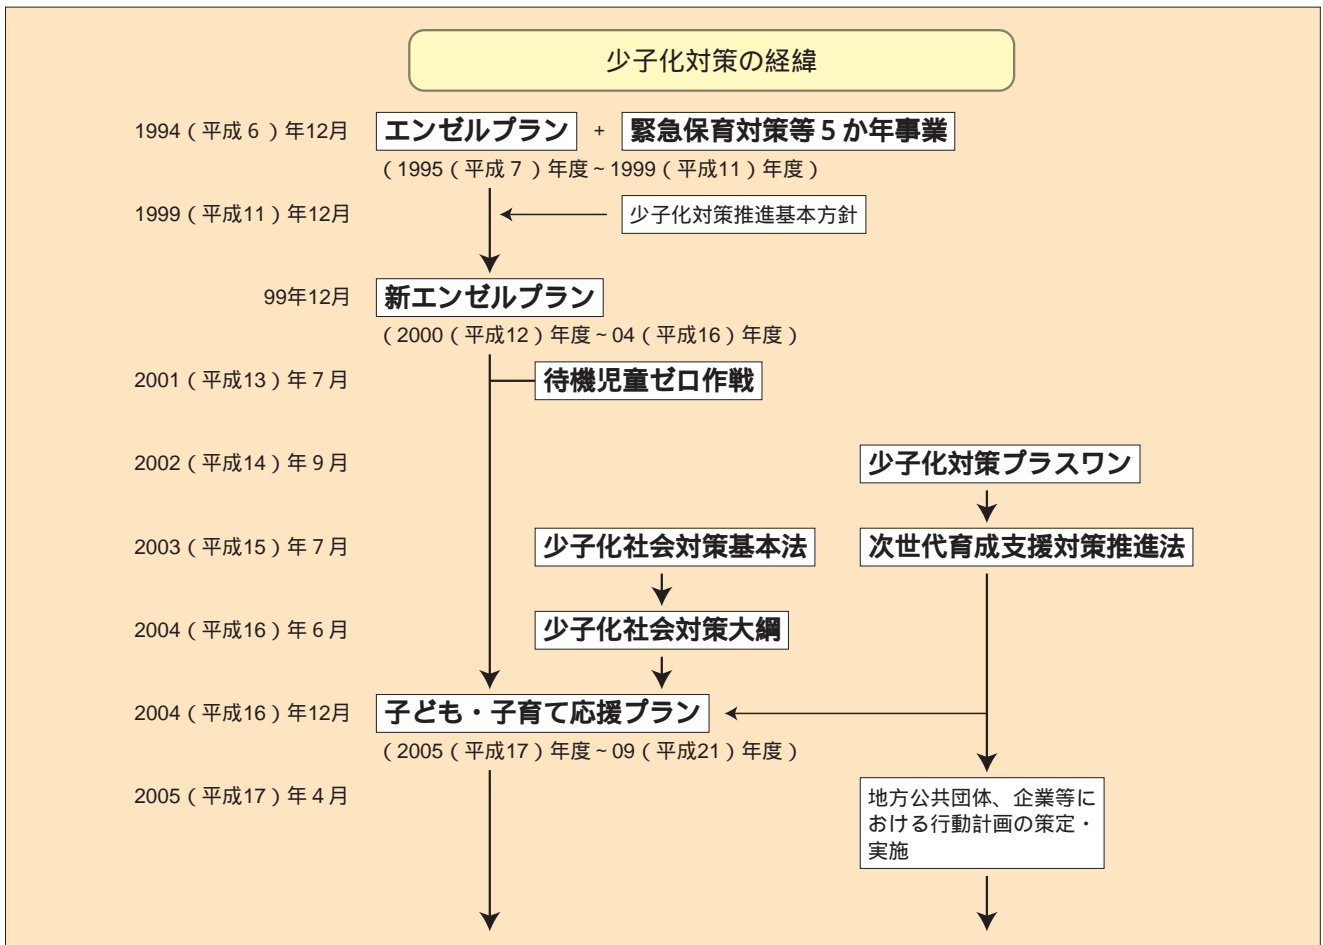 少子化対策の経緯
1994（平成6）年12月 エンゼルプラン + 緊急保育対策等5か年事業
（1995（平成7）年度~1999（平成11）年度）
1999（平成11）年12月 少子化対策推進基本方針
99年12月 新エンゼルプラン
（2000（平成12）年度~04（平成16）年度）
2001（平成13）年7月 待機児童ゼロ作戦
2002（平成14）年9月 少子化対策プラスワン
2003（平成15）年7月 少子化社会対策基本法 次世代育成支援対策推進法
2004（平成16）年6月 少子化社会対策大綱
2004（平成16）年12月 子ども・子育て応援プラン
（2005（平成17）年度~09（平成21）年度）
2005（平成17）年4月 地方公共団体、企業等に
おける行動計画の策定・
実施